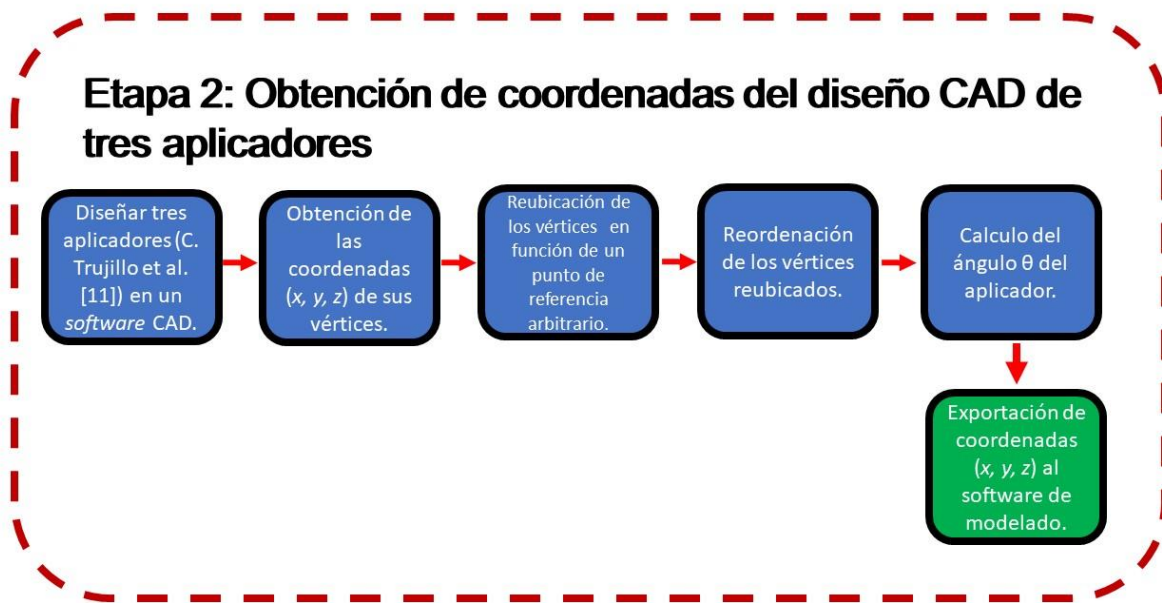 Etapa 2: Obtención de coordenadas del diseño CAD de
tres aplicadores
Diseñar tres
aplicadores (C.
Trujillo et al.
[11]) en un
software CAD.
Obtención de
las
coordenadas
(x, y, z) de sus
vértices.
Reubicación de
los vértices en
función de un
punto de
referencia
arbitrario.
Reordenación
de los vértices
reubicados.
Calculo del
ángulo θ del
aplicador.
Exportación de
coordenadas
(x, y, z) al
software de
modelado.